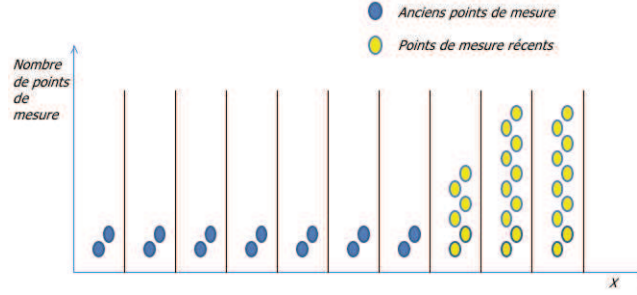 Anciens points de mesure
Points de mesure récents
Nombre
de points
de
mesure
X